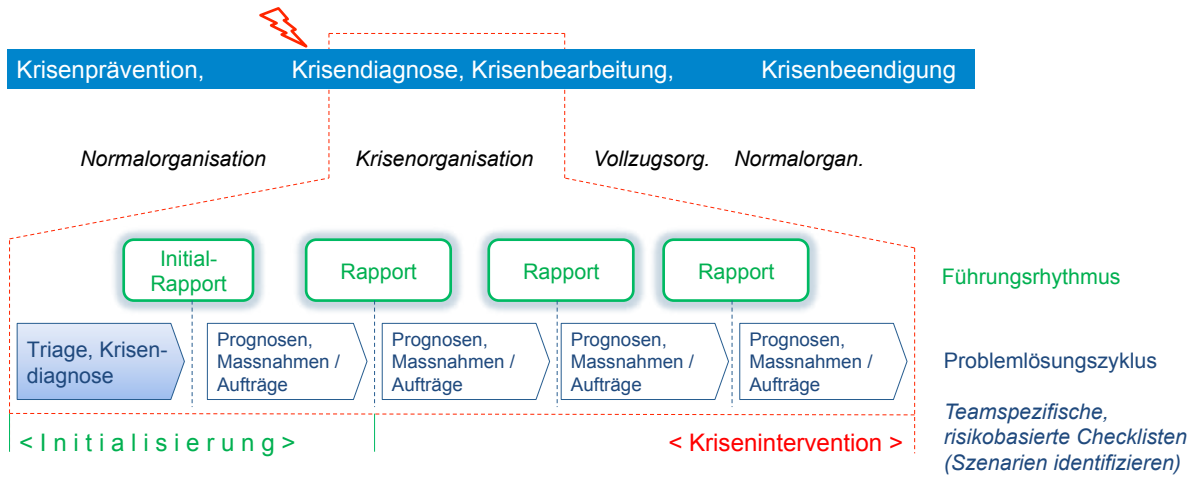 Krisenprävention, Krisendiagnose, Krisenbearbeitung, Krisenbeendigung
Normalorganisation Krisenorganisation Vollzugsorg. Normalorgan.
Initial-
Rapport
Rapport
Rapport
Rapport
Führungsrhythmus
Triage, Krisen-
diagnose
Prognosen,
Massnahmen /
Aufträge
Prognosen,
Massnahmen /
Aufträge
Prognosen,
Massnahmen /
Aufträge
Prognosen,
Massnahmen /
Aufträge
Problemlösungszyklus
< I n i t i a l i s i e r u n g >
< Krisenintervention >
Teamspezifische,
risikobasierte Checklisten
(Szenarien identifizieren)